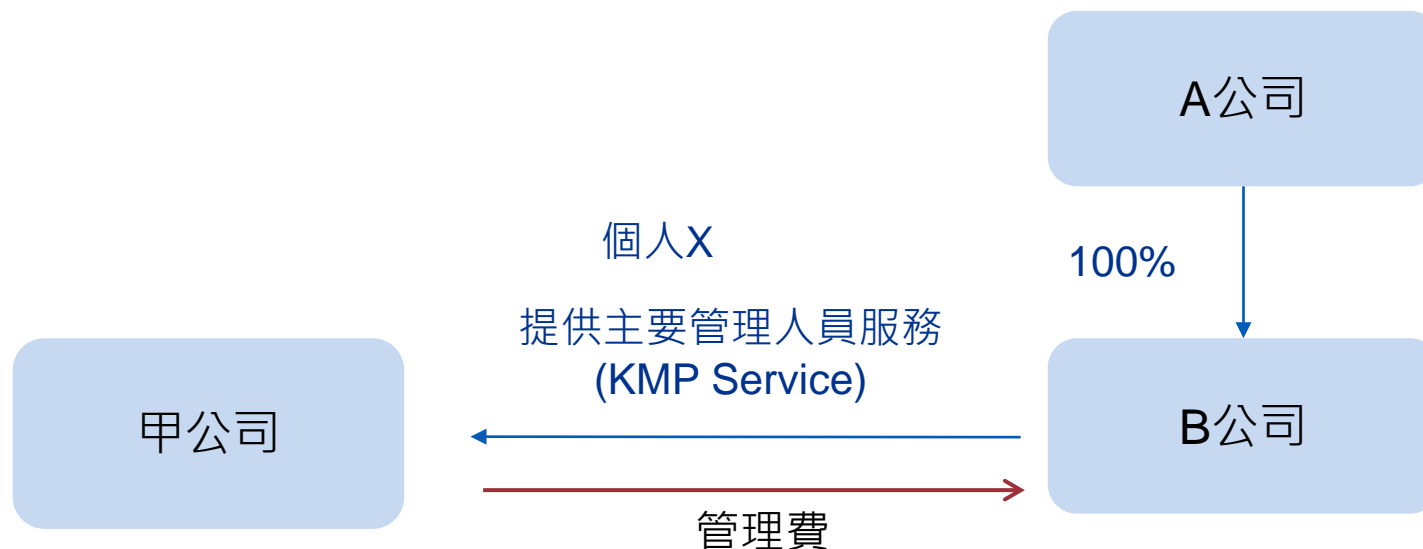 A公司
個人X
100%
提供主要管理人員服務
(KMP Service)
甲公司
B公司
管理費